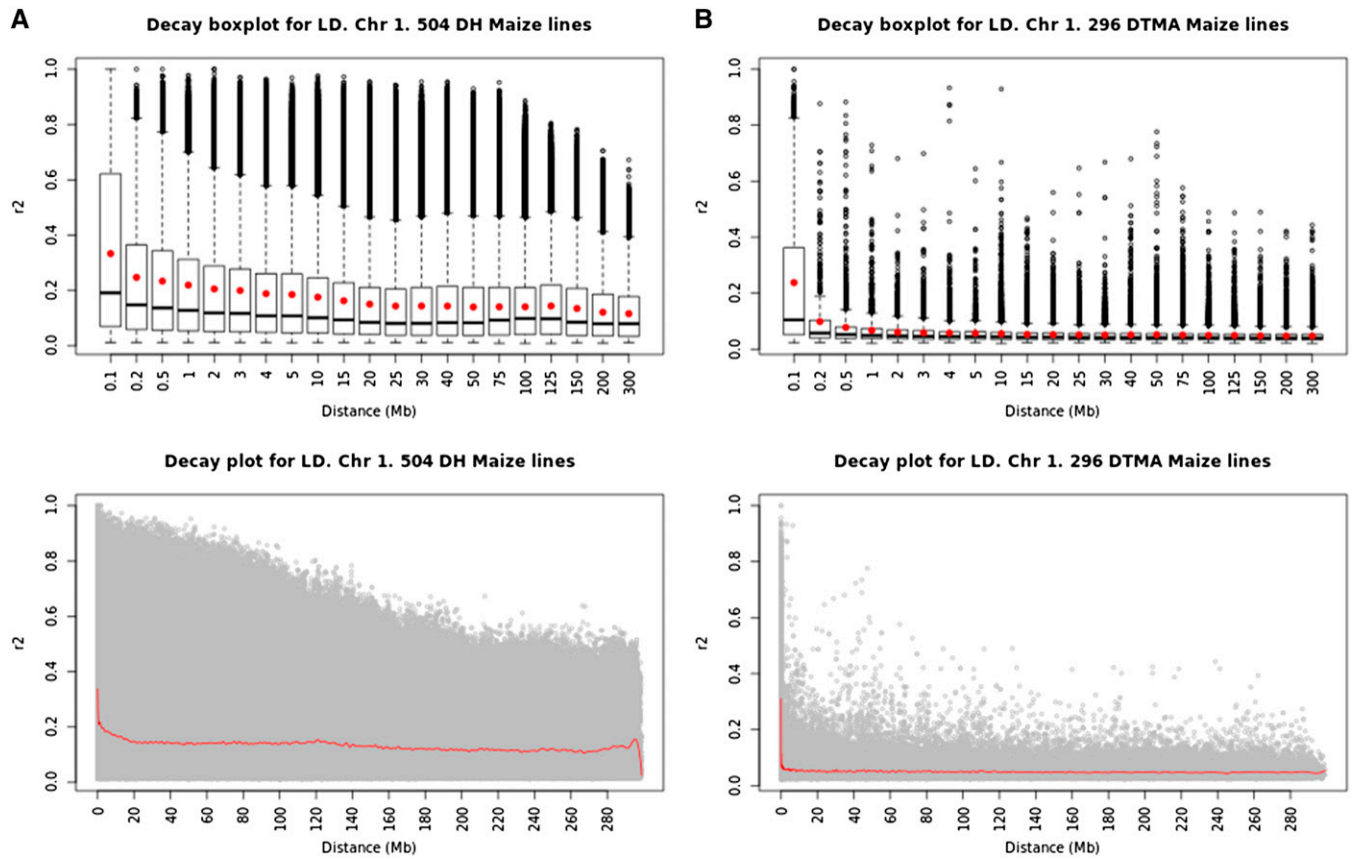 A
Decay boxplot for LD. Chr 1. 504 DH Maize lines
r2
0.0 0.2 0.4 0.6 0.8 1.0
0.1 0.2 0.5 1 2 3 4 5 10 15 20 25 30 40 50 75 100 125 150 200 300
Distance (Mb)
B
Decay boxplot for LD. Chr 1. 296 DTMA Maize lines
r2
0.0 0.2 0.4 0.6 0.8 1.0
0.1 0.2 0.5 1 2 3 4 5 10 15 20 25 30 40 50 75 100 125 150 200 300
Distance (Mb)
Decay plot for LD. Chr 1. 504 DH Maize lines
r2
0.0 0.2 0.4 0.6 0.8 1.0
0 20 40 60 80 100 120 140 160 180 200 220 240 260 280
Distance (Mb)
Decay plot for LD. Chr 1. 296 DTMA Maize lines
r2
0.0 0.2 0.4 0.6 0.8 1.0
0 20 40 60 80 100 120 140 160 180 200 220 240 260 280
Distance (Mb)